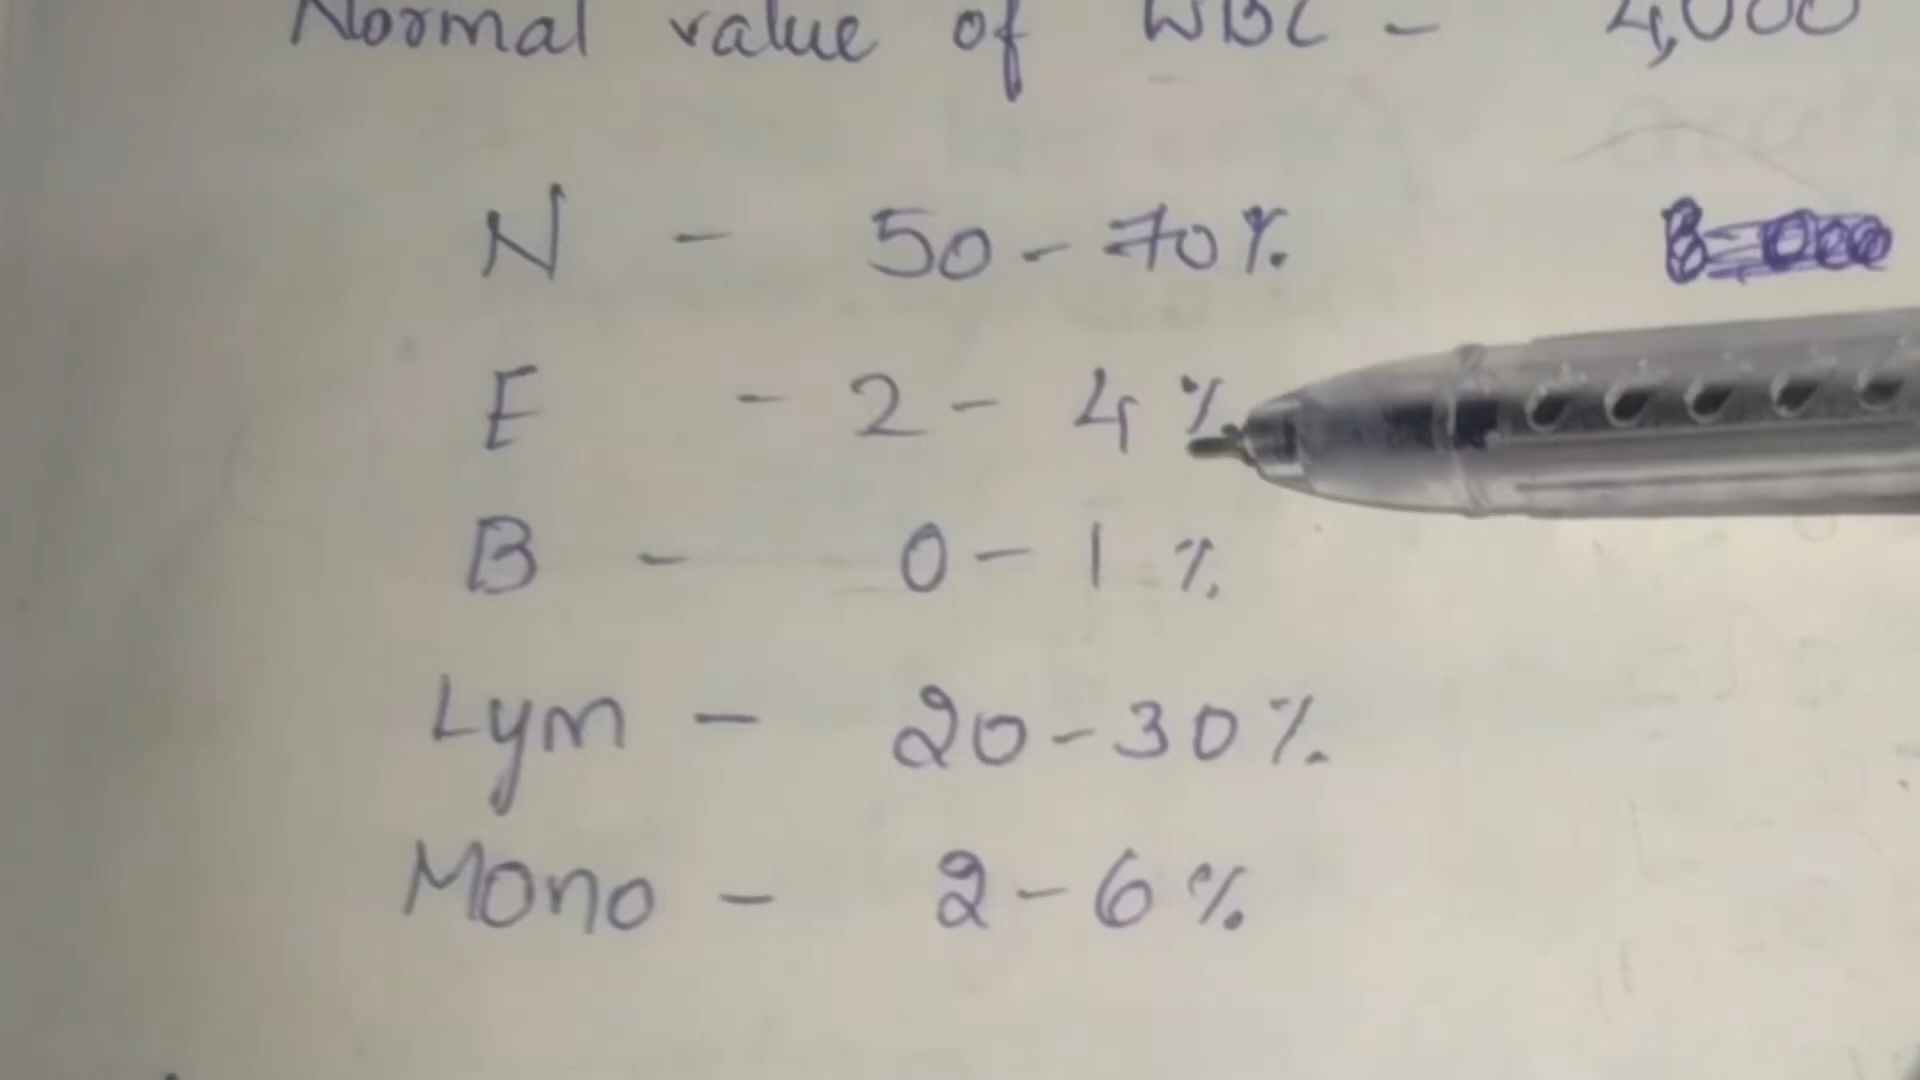 Normal value of WBC - 4,000
N - 50-70%
E - 2-4%
B - 0-1%
Lym - 20-30%
Mono - 2-6%